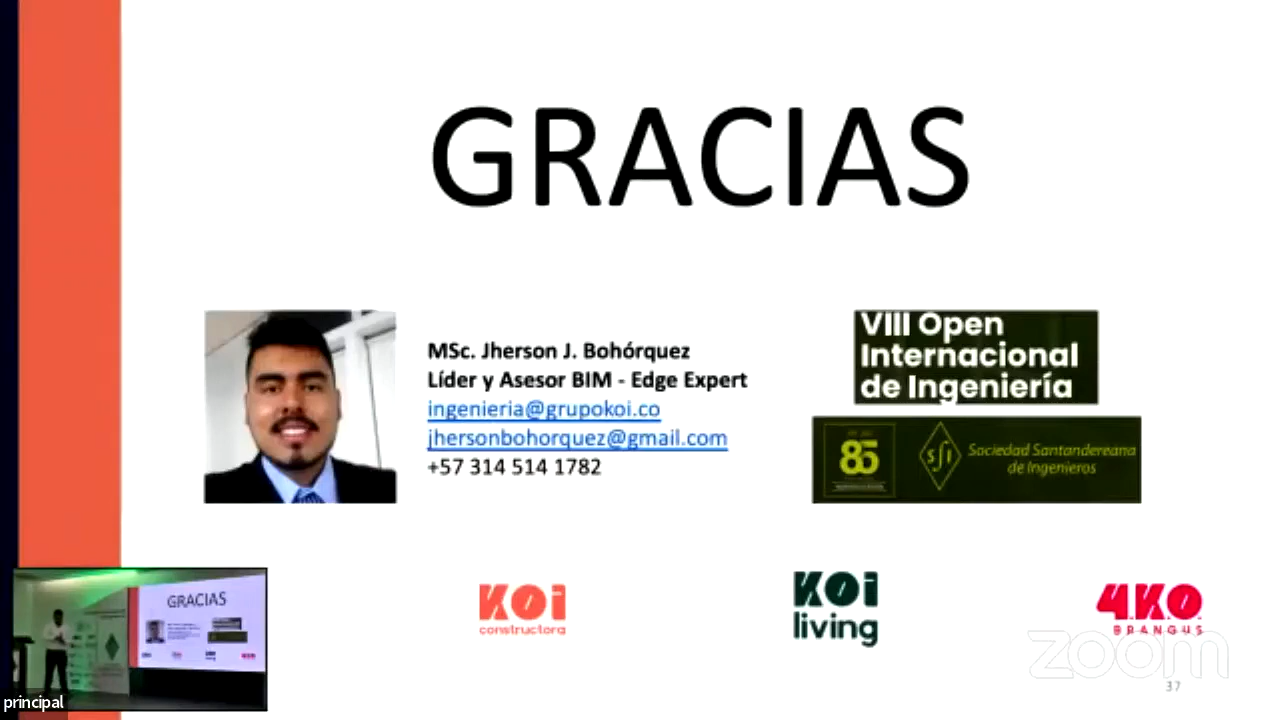 GRACIAS
MSc. Jherson J. Bohórquez
Líder y Asesor BIM - Edge Expert
ingenieria@grupokoi.co
jhersonbohorquez@gmail.com
+57 314 514 1782
VIII Open
Internacional
de Ingeniería
85
SSI
Sociedad Santandereana
de Ingenieros
KOi
constructora
KOi
living
4KO
BRANGUS
zoom
37
GRACIAS
principal